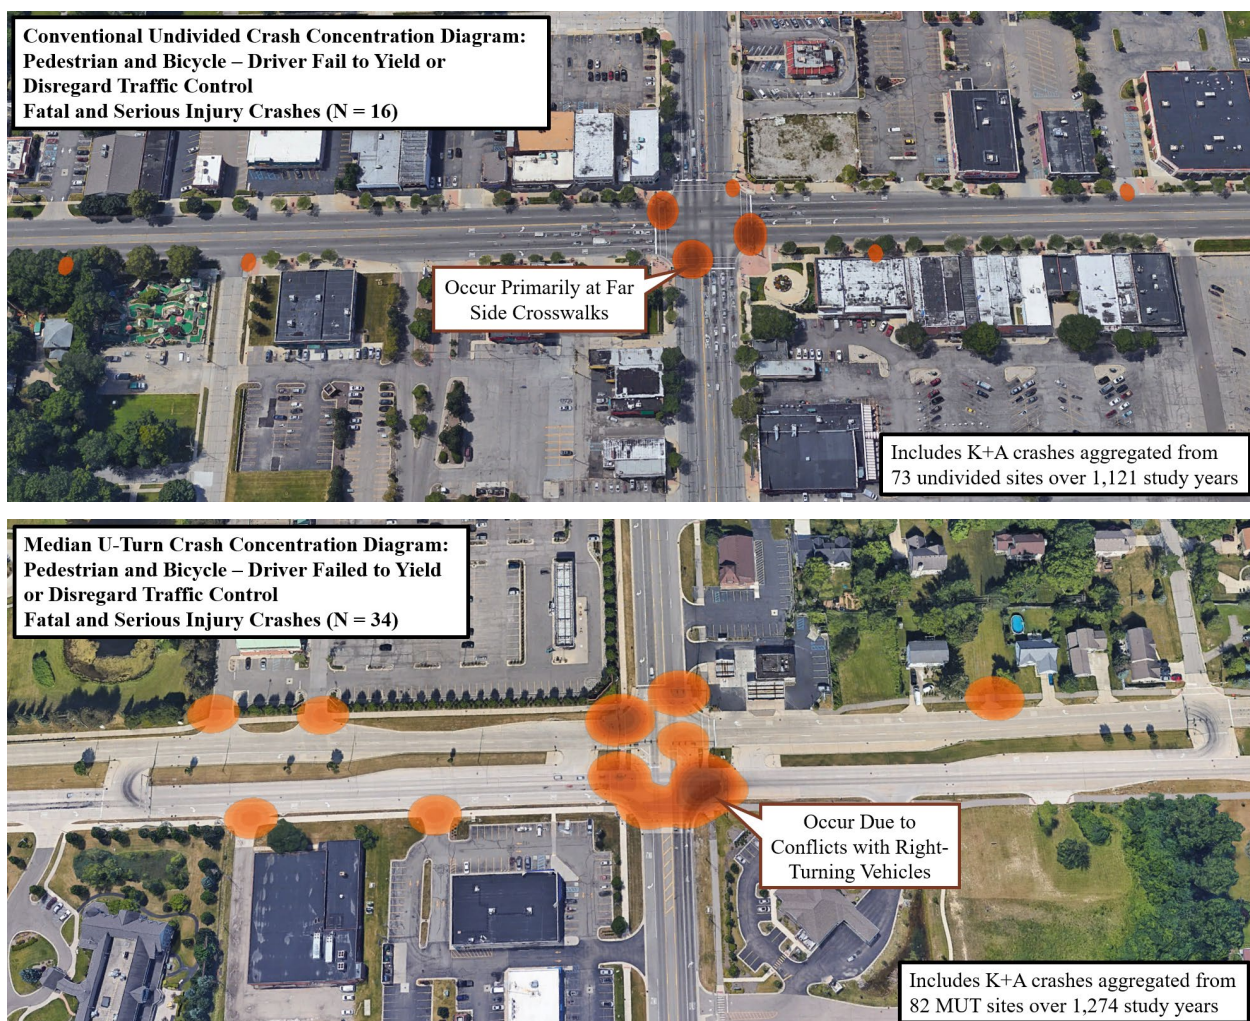 Conventional Undivided Crash Concentration Diagram:
Pedestrian and Bicycle – Driver Fail to Yield or
Disregard Traffic Control
Fatal and Serious Injury Crashes (N = 16)
Occur Primarily at Far
Side Crosswalks
Includes K+A crashes aggregated from
73 undivided sites over 1,121 study years
Median U-Turn Crash Concentration Diagram:
Pedestrian and Bicycle – Driver Failed to Yield
or Disregard Traffic Control
Fatal and Serious Injury Crashes (N = 34)
Occur Due to
Conflicts with Right-
Turning Vehicles
Includes K+A crashes aggregated from
82 MUT sites over 1,274 study years